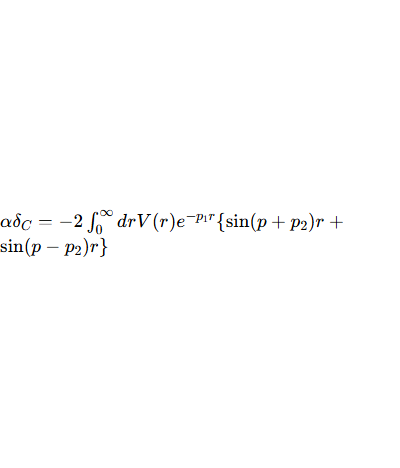 αδ_C = −2 ∫_0^∞ drV(r)e^{−p_1 r}{sin(p + p_2)r +
sin(p − p_2)r}